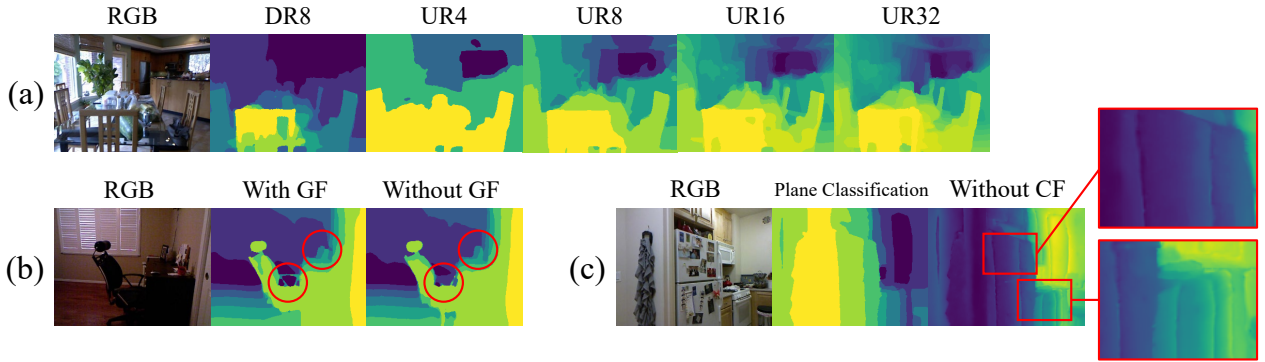 RGB DR8 UR4 UR8 UR16 UR32
(a)
RGB With GF Without GF
(b)
RGB Plane Classification Without CF
(c)